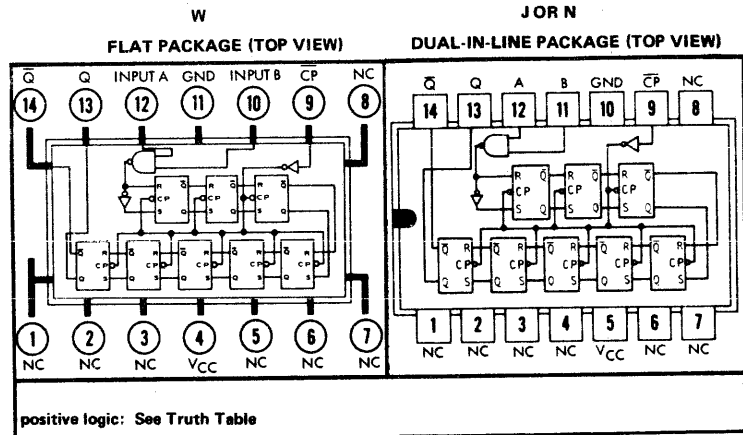 W
FLAT PACKAGE (TOP VIEW)
Q̅ Q INPUT A GND INPUT B C̅P̅ NC
14 13 12 11 10 9 8
R Q̅ R Q̅ R Q̅
CP CP CP
S Q S Q S Q
Q̅ R Q̅ R Q̅ R Q̅ R Q̅ R
CP CP CP CP CP
Q S Q S Q S Q S Q S
1 2 3 4 5 6 7
NC NC NC VCC NC NC NC
J OR N
DUAL-IN-LINE PACKAGE (TOP VIEW)
Q̅ Q A B GND C̅P̅ NC
14 13 12 11 10 9 8
R Q̅ R Q̅ R Q̅
CP CP CP
S Q S Q S Q
Q̅ R Q̅ R Q̅ R Q̅ R Q̅ R
CP CP CP CP CP
Q S Q S Q S Q S Q S
1 2 3 4 5 6 7
NC NC NC NC VCC NC NC
positive logic: See Truth Table